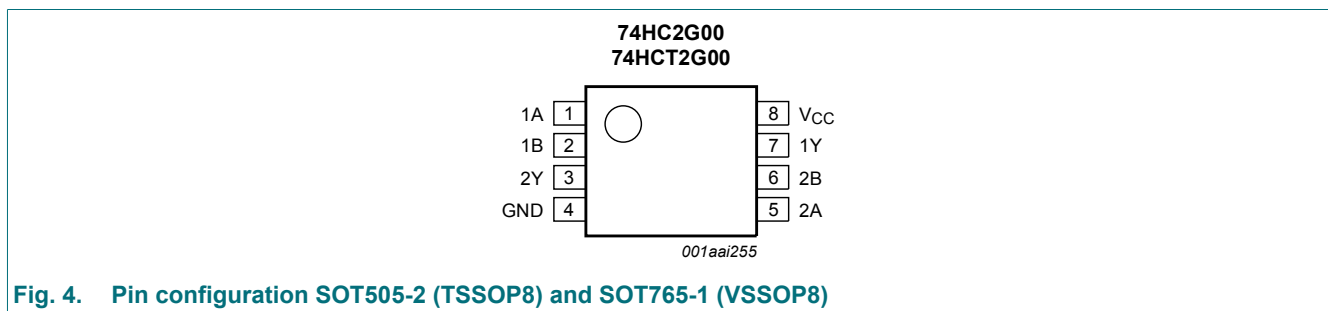 74HC2G00
74HCT2G00
1A 1 8 VCC
1B 2 7 1Y
2Y 3 6 2B
GND 4 5 2A
001aai255
Fig. 4. Pin configuration SOT505-2 (TSSOP8) and SOT765-1 (VSSOP8)